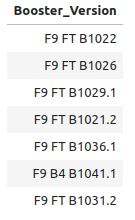 Booster_Version
F9 FT B1022
F9 FT B1026
F9 FT B1029.1
F9 FT B1021.2
F9 FT B1036.1
F9 B4 B1041.1
F9 FT B1031.2